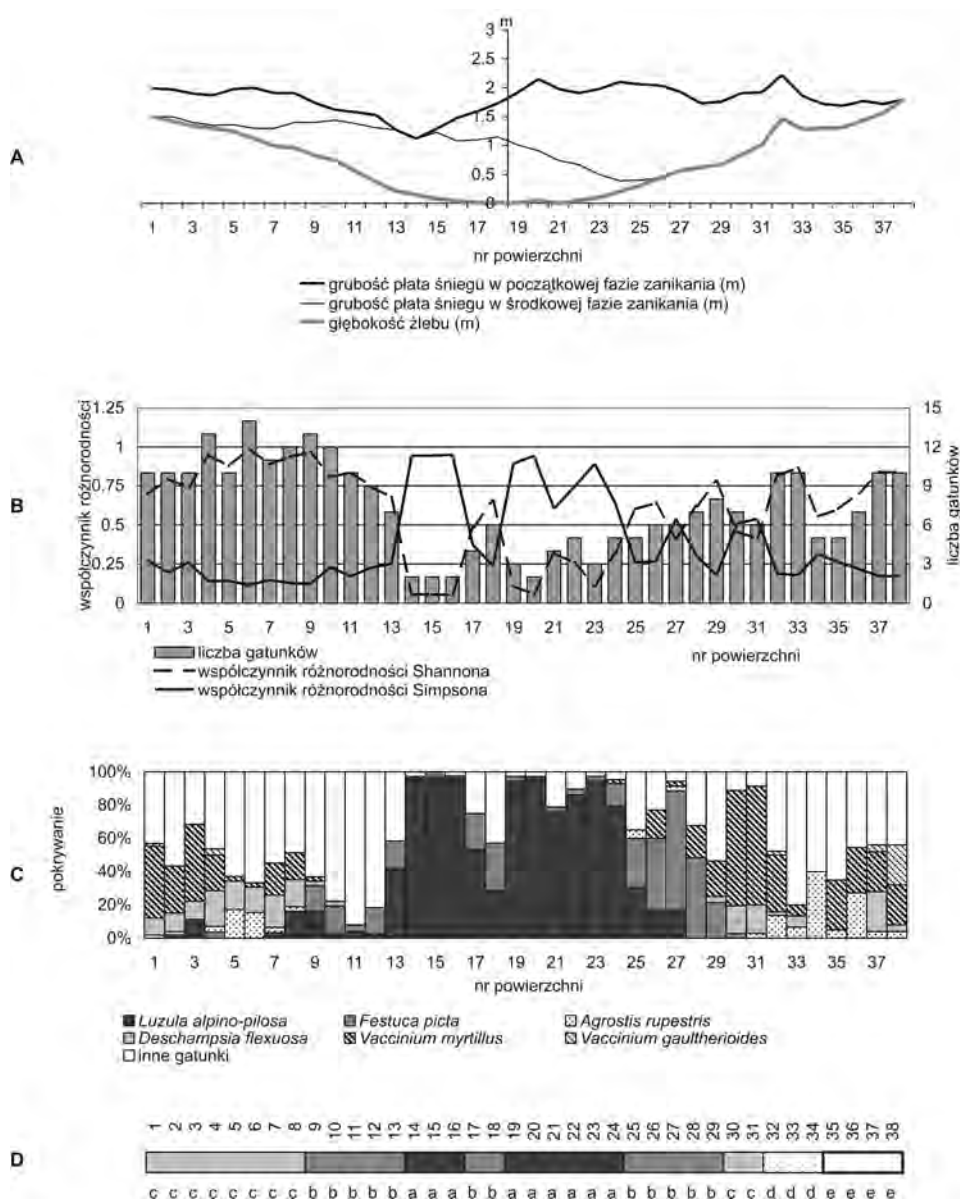 A
m
3
2.5
2
1.5
1
0.5
0
1 3 5 7 9 11 13 15 17 19 21 23 25 27 29 31 33 35 37
nr powierzchni
grubość płata śniegu w początkowej fazie zanikania (m)
grubość płata śniegu w środkowej fazie zanikania (m)
głębokość żlebu (m)
B
współczynnik różnorodności
1.25
1
0.75
0.5
0.25
0
15
12
9
6
3
0
liczba gatunków
1 3 5 7 9 11 13 15 17 19 21 23 25 27 29 31 33 35 37
nr powierzchni
liczba gatunków
współczynnik różnorodności Shannona
współczynnik różnorodności Simpsona
C
pokrywanie
100%
80%
60%
40%
20%
0%
1 3 5 7 9 11 13 15 17 19 21 23 25 27 29 31 33 35 37
nr powierzchni
Luzula alpino-pilosa Festuca picta Agrostis rupestris
Deschampsia flexuosa Vaccinium myrtillus Vaccinium gaultherioides
inne gatunki
D
1 2 3 4 5 6 7 8 9 10 11 12 13 14 15 16 17 18 19 20 21 22 23 24 25 26 27 28 29 30 31 32 33 34 35 36 37 38
c c c c c c c c b b b b b a a a b b a a a a a a b b b b b c c d d d e e e e